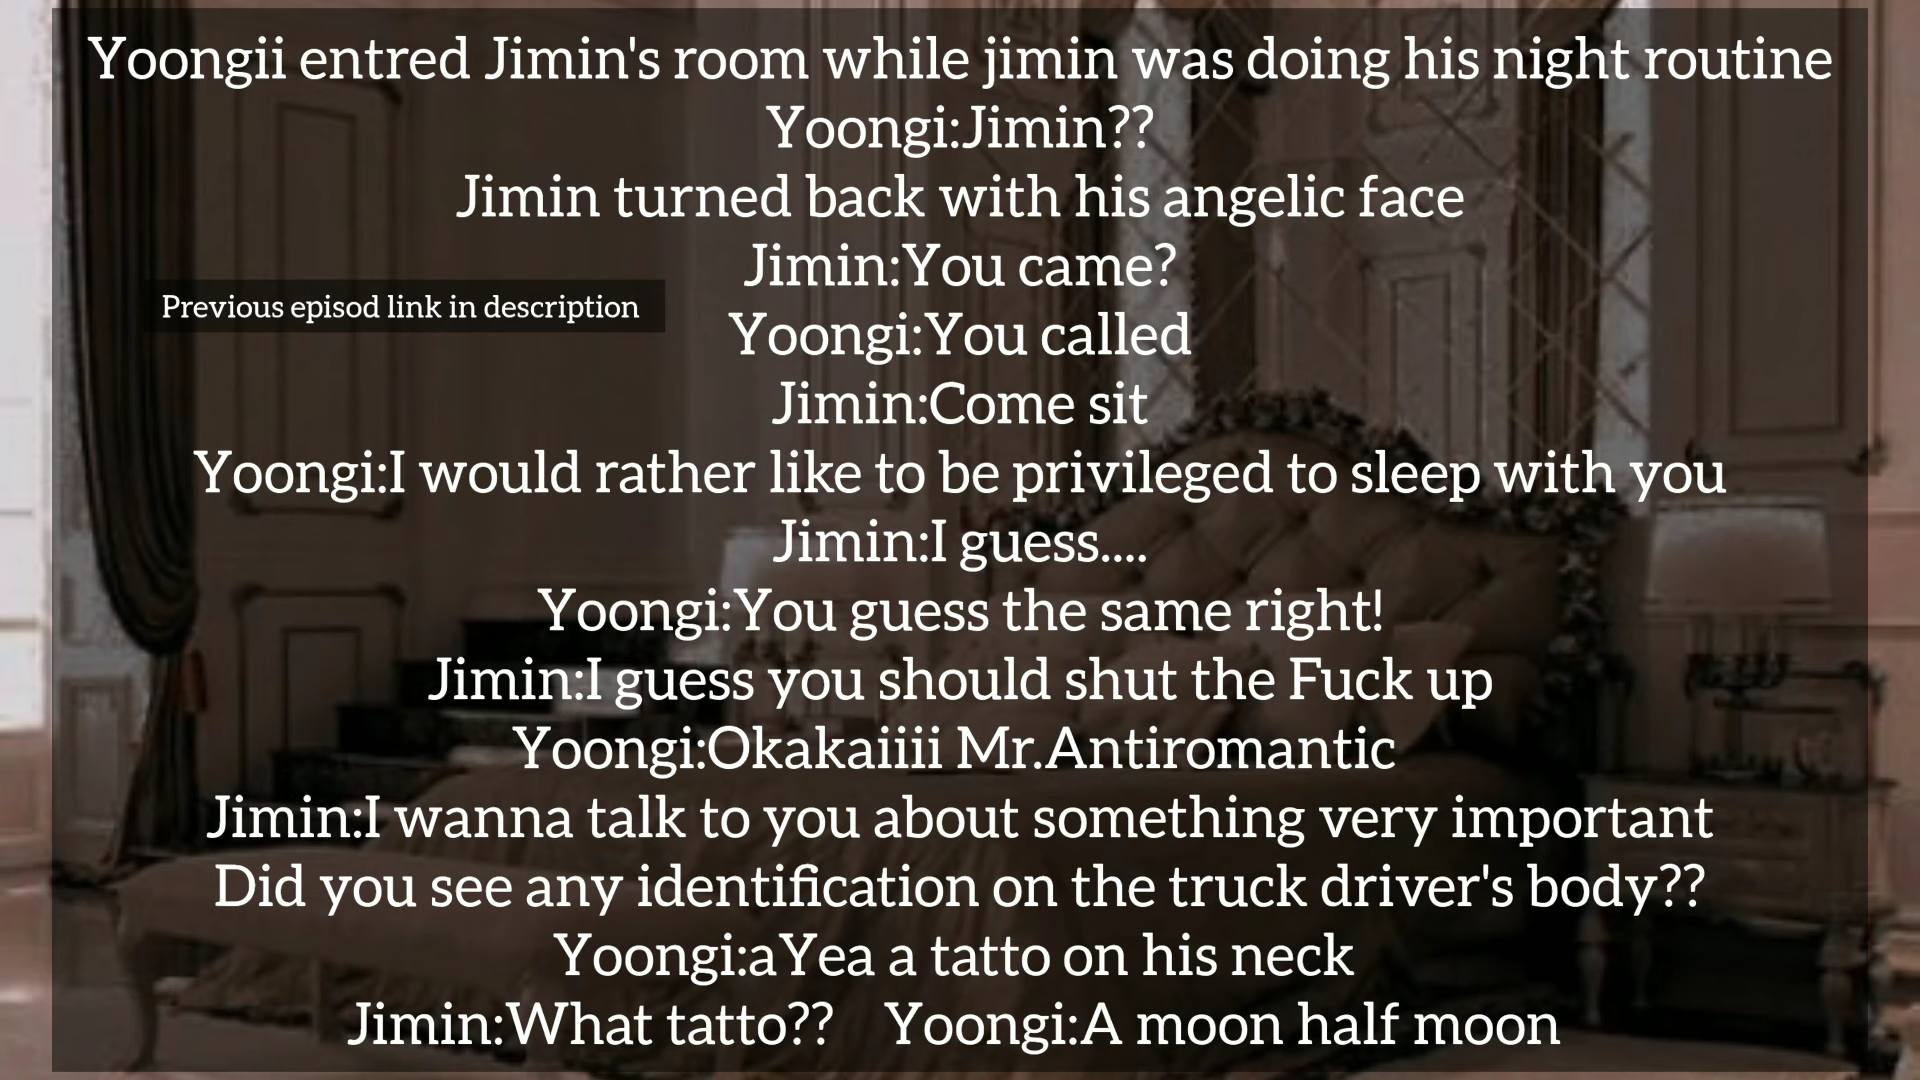 Yoongii entred Jimin's room while jimin was doing his night routine
Yoongi:Jimin??
Jimin turned back with his angelic face
Jimin:You came?
Previous episod link in description
Yoongi:You called
Jimin:Come sit
Yoongi:I would rather like to be privileged to sleep with you
Jimin:I guess....
Yoongi:You guess the same right!
Jimin:I guess you should shut the Fuck up
Yoongi:Okakaiiii Mr.Antiromantic
Jimin:I wanna talk to you about something very important
Did you see any identification on the truck driver's body??
Yoongi:aYea a tatto on his neck
Jimin:What tatto?? Yoongi:A moon half moon